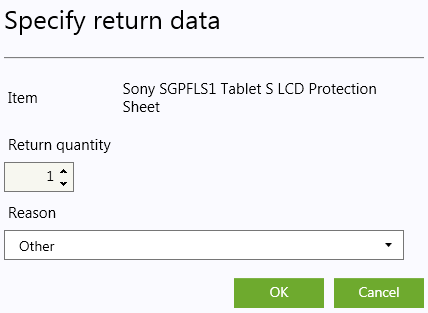 Specify return data
Item
Sony SGPFLS1 Tablet S LCD Protection
Sheet
Return quantity
1
Reason
Other
OK
Cancel